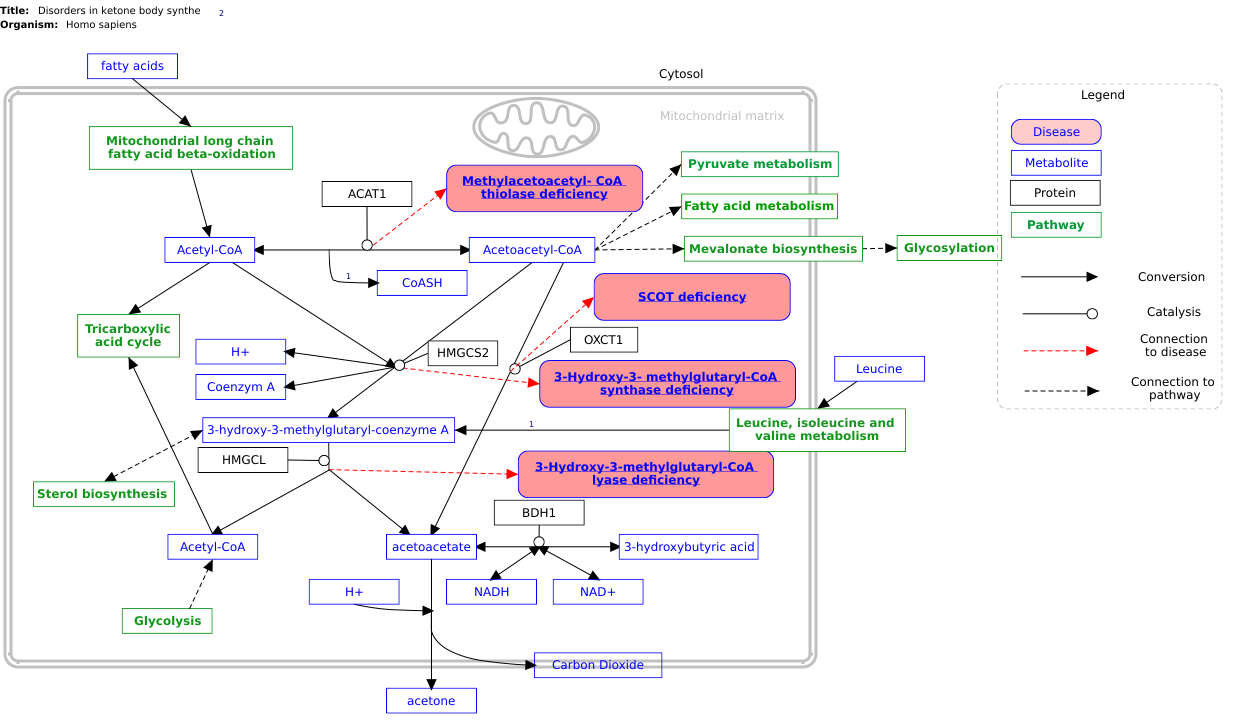 Title: Disorders in ketone body synthe 2
Organism: Homo sapiens
fatty acids
Cytosol
Legend
Mitochondrial matrix
Disease
Mitochondrial long chain
fatty acid beta-oxidation
Metabolite
Pyruvate metabolism
Methylacetoacetyl- CoA
thiolase deficiency
ACAT1
Protein
Fatty acid metabolism
Pathway
Acetyl-CoA
Acetoacetyl-CoA
Mevalonate biosynthesis
Glycosylation
1
CoASH
Conversion
SCOT deficiency
Catalysis
Tricarboxylic
acid cycle
OXCT1
Connection
to disease
H+
HMGCS2
Leucine
Coenzym A
3-Hydroxy-3- methylglutaryl-CoA
synthase deficiency
Connection to
pathway
3-hydroxy-3-methylglutaryl-coenzyme A
1
Leucine, isoleucine and
valine metabolism
HMGCL
3-Hydroxy-3-methylglutaryl-CoA
lyase deficiency
Sterol biosynthesis
BDH1
Acetyl-CoA
acetoacetate
3-hydroxybutyric acid
H+
NADH
NAD+
Glycolysis
Carbon Dioxide
acetone